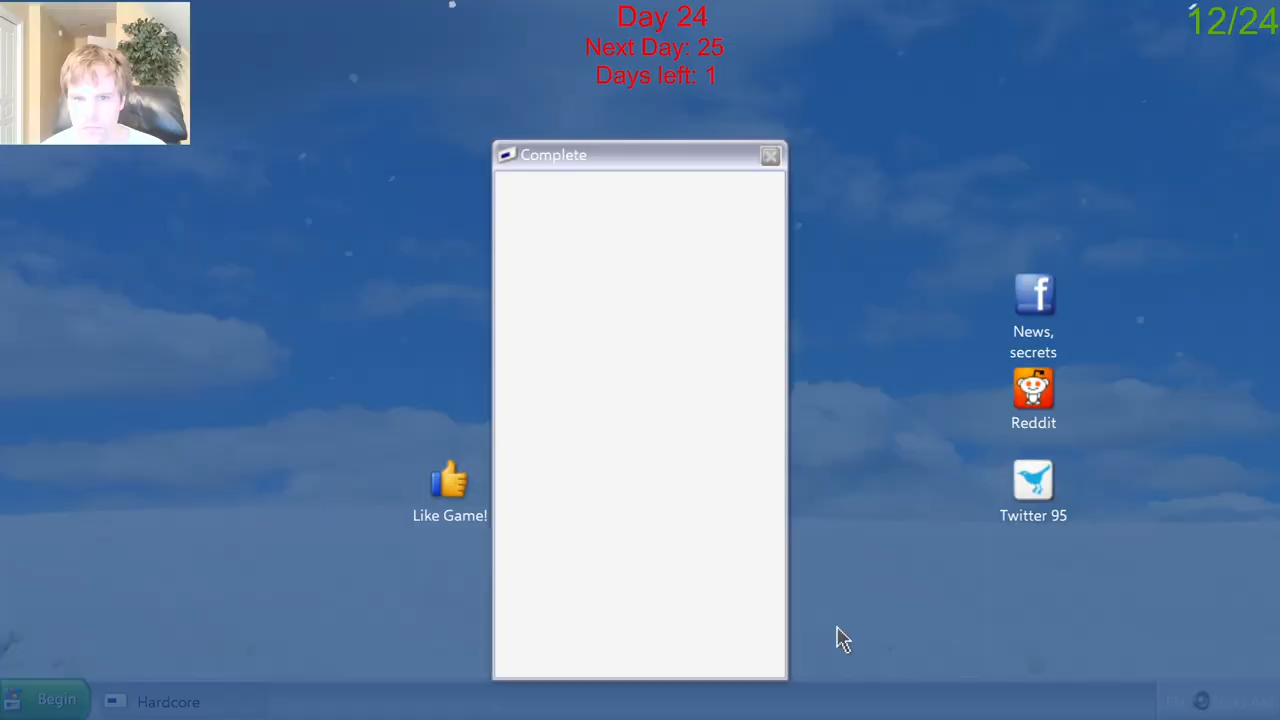 Day 24
Next Day: 25
Days left: 1
12/24
Complete
News,
secrets
Reddit
Like Game!
Twitter 95
Begin
Hardcore